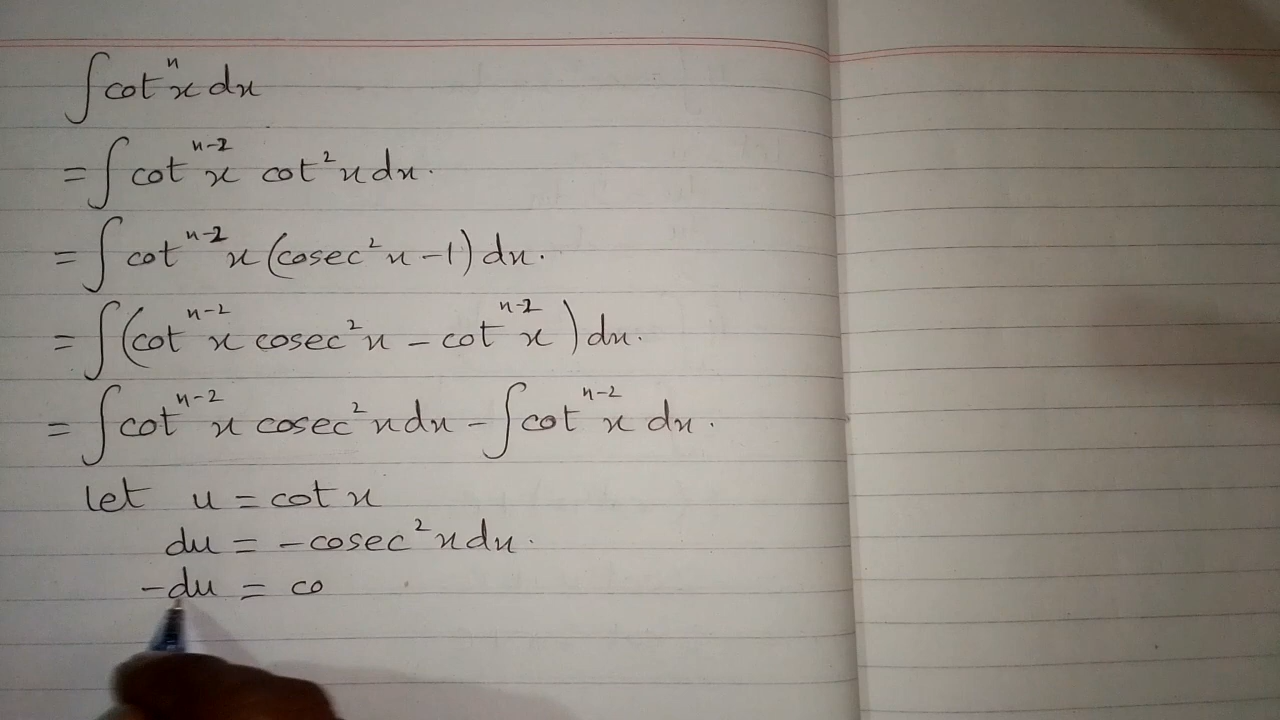 ∫cotⁿx dx
= ∫cotⁿ⁻²x cot²x dx.
= ∫cotⁿ⁻²x (cosec²x − 1) dx.
= ∫(cotⁿ⁻²x cosec²x − cotⁿ⁻²x) dx.
= ∫cotⁿ⁻²x cosec²x dx − ∫cotⁿ⁻²x dx.
let u = cot x
du = −cosec²x dx.
−du = co